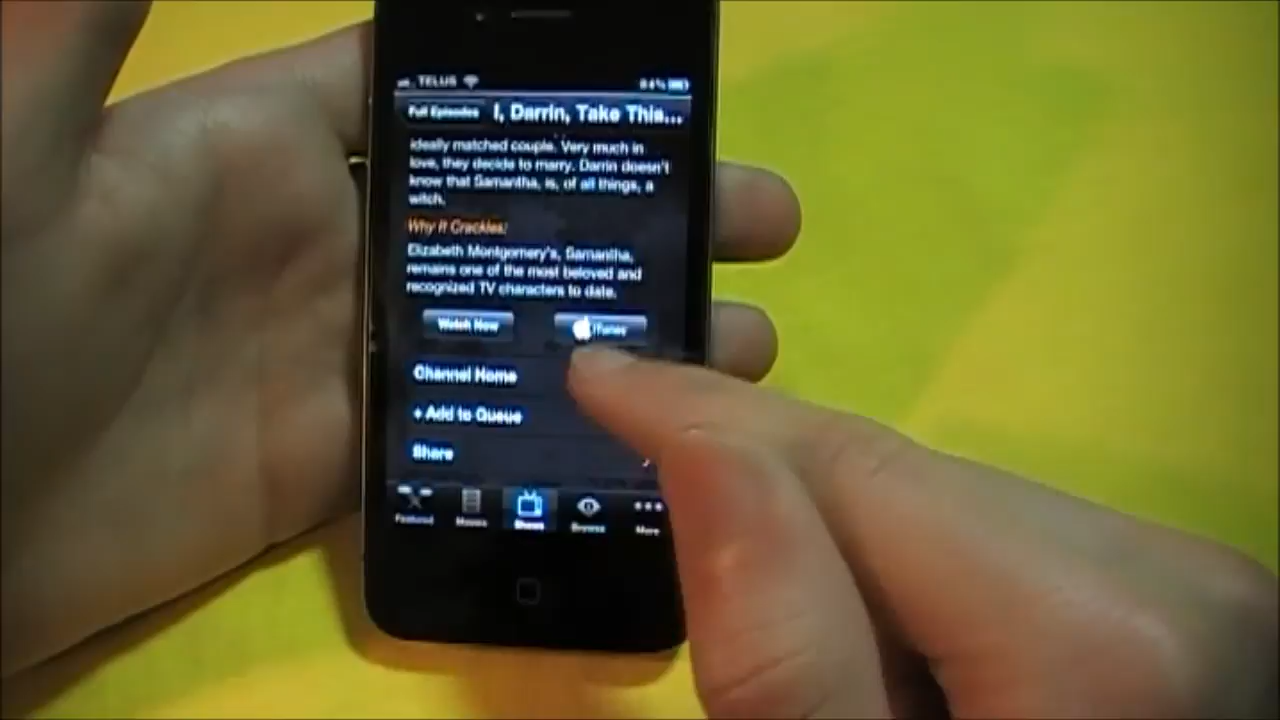 TELUS 84%
Full Episodes I, Darrin, Take This...
ideally matched couple. Very much in
love, they decide to marry. Darrin doesn't
know that Samantha, is, of all things, a
witch.
Why It Crackles:
Elizabeth Montgomery's, Samantha,
remains one of the most beloved and
recognized TV characters to date.
Watch Now iTunes
Channel Home
+ Add to Queue
Share
Featured Movies Shows Browse More